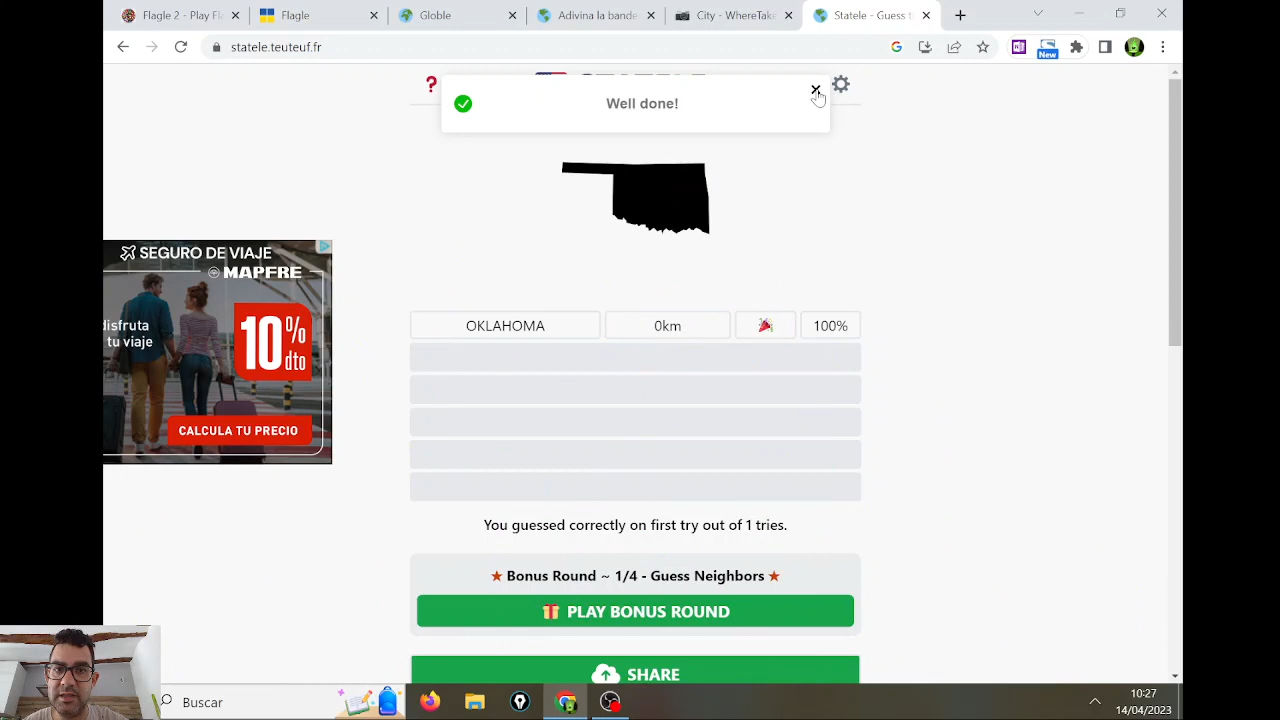 Flagle 2 - Play Fl
Flagle
Globle
Adivina la bande
City - WhereTake
Statele - Guess t
statele.teuteuf.fr
New
?
Well done!
SEGURO DE VIAJE
MAPFRE
disfruta
tu viaje
10%
dto
CALCULA TU PRECIO
OKLAHOMA 0km 100%
You guessed correctly on first try out of 1 tries.
Bonus Round ~ 1/4 - Guess Neighbors
PLAY BONUS ROUND
SHARE
Buscar
10:27
14/04/2023